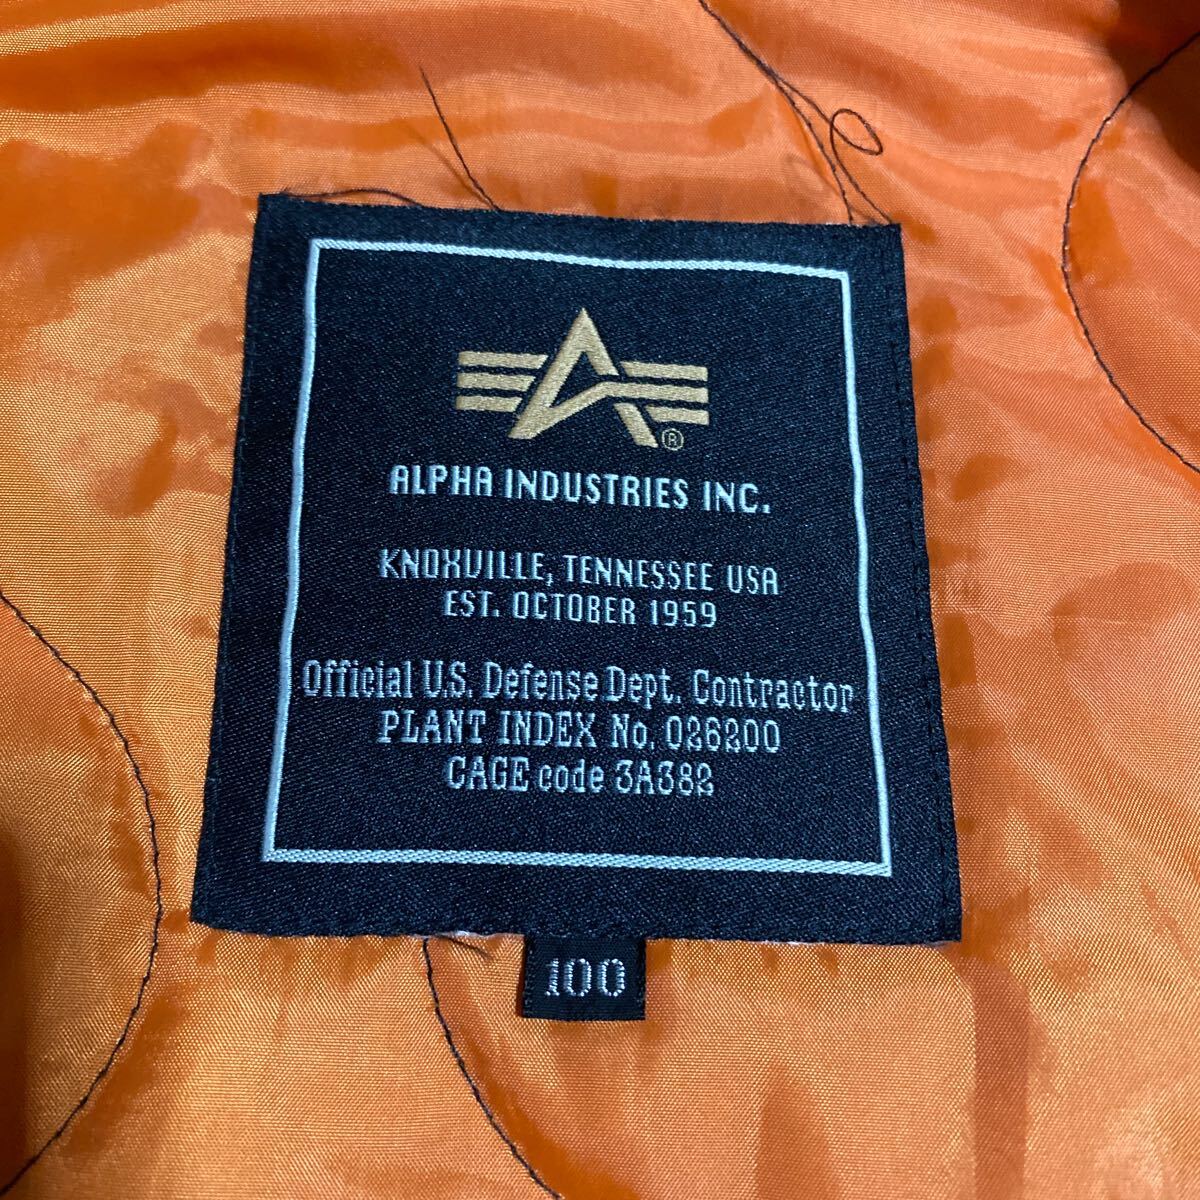 ®
ALPHA INDUSTRIES INC.
KNOXVILLE, TENNESSEE USA
EST. OCTOBER 1959
Official U.S. Defense Dept. Contractor
PLANT INDEX No. 026200
CAGE code 3A382
100